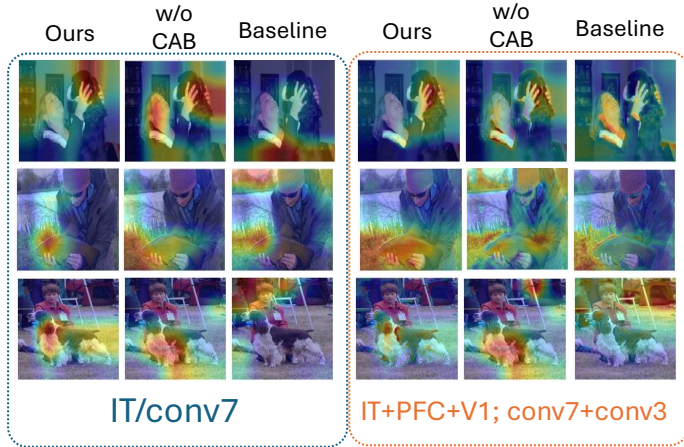 Ours
w/o
CAB
Baseline
Ours
w/o
CAB
Baseline
IT/conv7
IT+PFC+V1; conv7+conv3